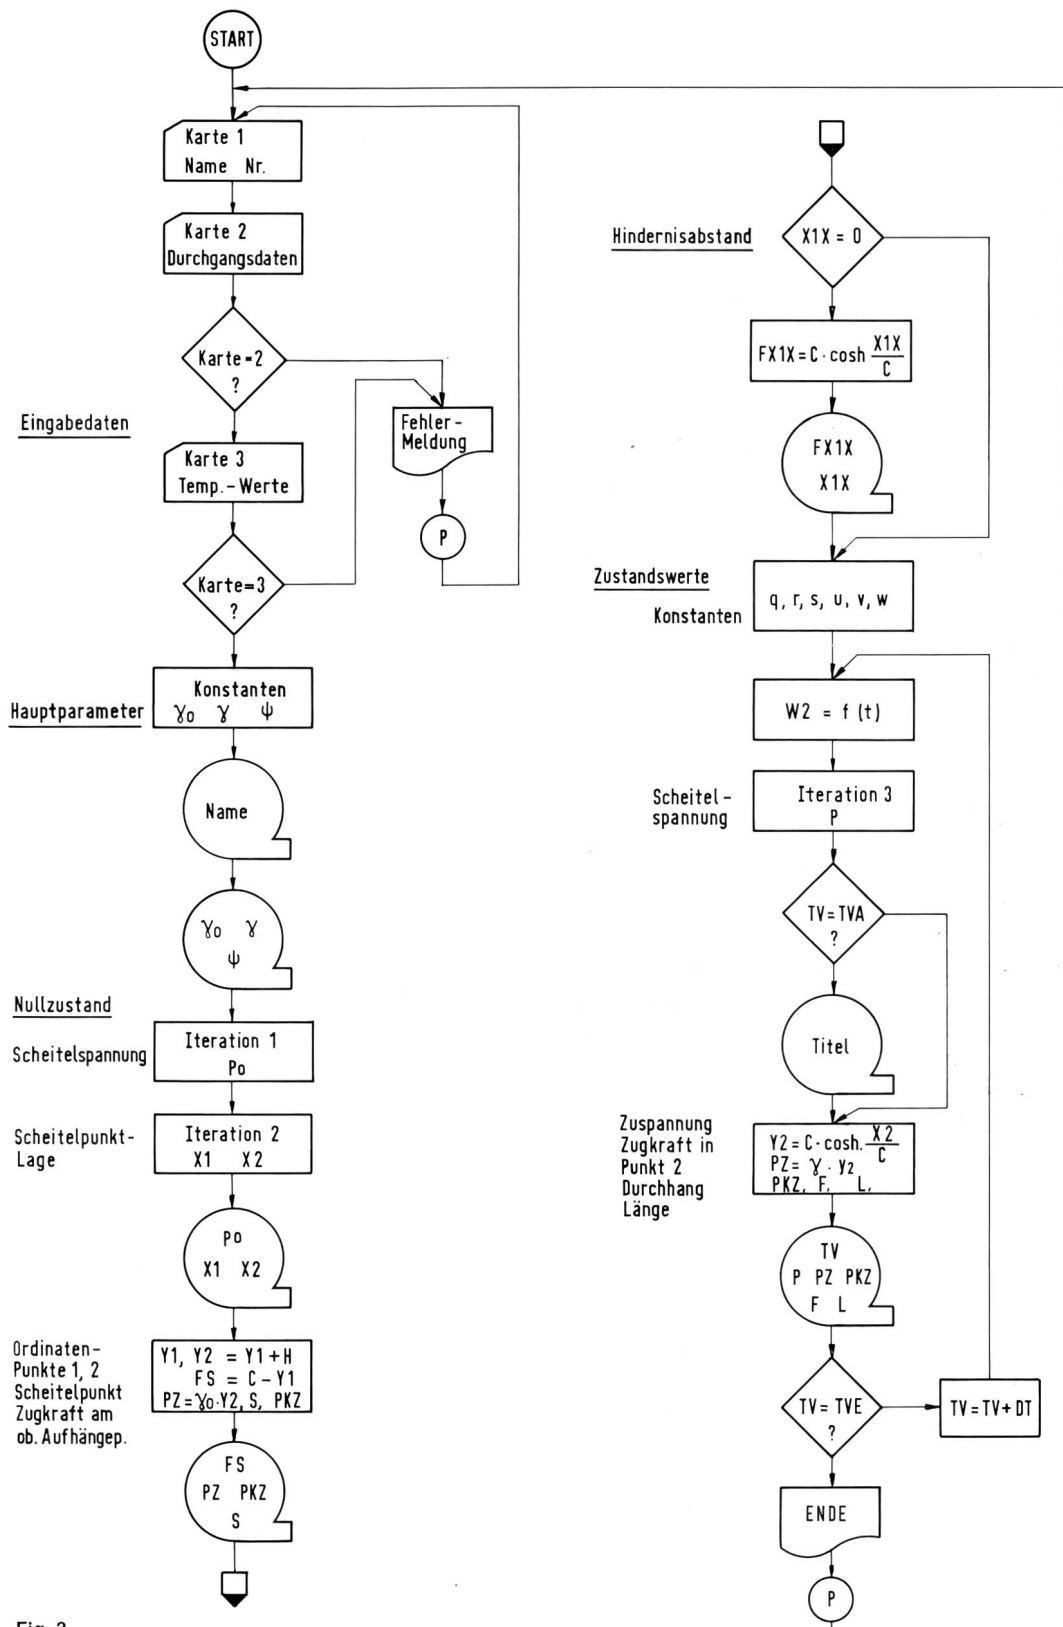 START
Karte 1
Name Nr.
Karte 2
Durchgangsdaten
Karte=2
?
Eingabedaten
Fehler-
Meldung
Karte 3
Temp.-Werte
P
Karte=3
?
Hauptparameter
Konstanten
γo γ ψ
Name
γo γ
ψ
Nullzustand
Scheitelspannung
Iteration 1
Po
Scheitelpunkt-
Lage
Iteration 2
X1 X2
Po
X1 X2
Ordinaten-
Punkte 1, 2
Scheitelpunkt
Zugkraft am
ob. Aufhängep.
Y1, Y2 = Y1+H
FS = C-Y1
PZ=γo·Y2, S, PKZ
FS
PZ PKZ
S
Hindernisabstand
X1X = 0
FX1X = C · cosh X1X
C
FX1X
X1X
Zustandswerte
Konstanten
q, r, s, u, v, w
W2 = f (t)
Scheitel-
spannung
Iteration 3
P
TV = TVA
?
Titel
Zuspannung
Zugkraft in
Punkt 2
Durchhang
Länge
Y2 = C · cosh. X2
C
PZ = γ · Y2
PKZ, F, L,
TV
P PZ PKZ
F L
TV = TVE
?
TV = TV + DT
ENDE
P